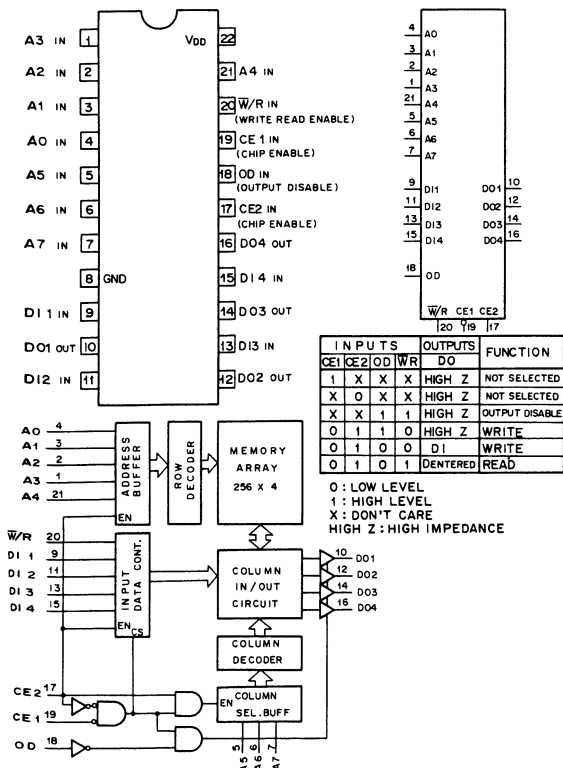 A3 IN 1
VDD 22
A2 IN 2
21 A4 IN
A1 IN 3
20 W̅/R IN
(WRITE READ ENABLE)
A0 IN 4
19 CE 1 IN
(CHIP ENABLE)
A5 IN 5
18 OD IN
(OUTPUT DISABLE)
A6 IN 6
17 CE2 IN
(CHIP ENABLE)
A7 IN 7
16 DO4 OUT
8 GND
15 DI4 IN
DI 1 IN 9
14 DO3 OUT
DO1 OUT 10
13 DI3 IN
DI2 IN 11
12 DO2 OUT
4 A0
3 A1
2 A2
1 A3
21 A4
5 A5
6 A6
7 A7
9 DI1 DO1 10
11 DI2 DO2 12
13 DI3 DO3 14
15 DI4 DO4 16
18 OD
W̅/R CE1 CE2
20 19 17
INPUTS OUTPUTS FUNCTION
CE1 CE2 OD W̅R DO
1 X X X HIGH Z NOT SELECTED
X 0 X X HIGH Z NOT SELECTED
X X 1 1 HIGH Z OUTPUT DISABLE
0 1 1 0 HIGH Z WRITE
0 1 0 0 DI WRITE
0 1 0 1 DENTERED READ
0 : LOW LEVEL
1 : HIGH LEVEL
X : DON'T CARE
HIGH Z : HIGH IMPEDANCE
A0 4
A1 3
A2 2
A3 1
A4 21
ADDRESS
BUFFER
EN
ROW
DECODER
MEMORY
ARRAY
256 X 4
W̅/R 20
DI 1 9
DI 2 11
DI 3 13
DI 4 15
INPUT
DATA CONT.
EN CS
COLUMN
IN/OUT
CIRCUIT
10 DO1
12 DO2
14 DO3
16 DO4
COLUMN
DECODER
CE2 17
EN COLUMN
SEL.BUFF
CE 1 19
OD 18
5 6 7
A5 A6 A7